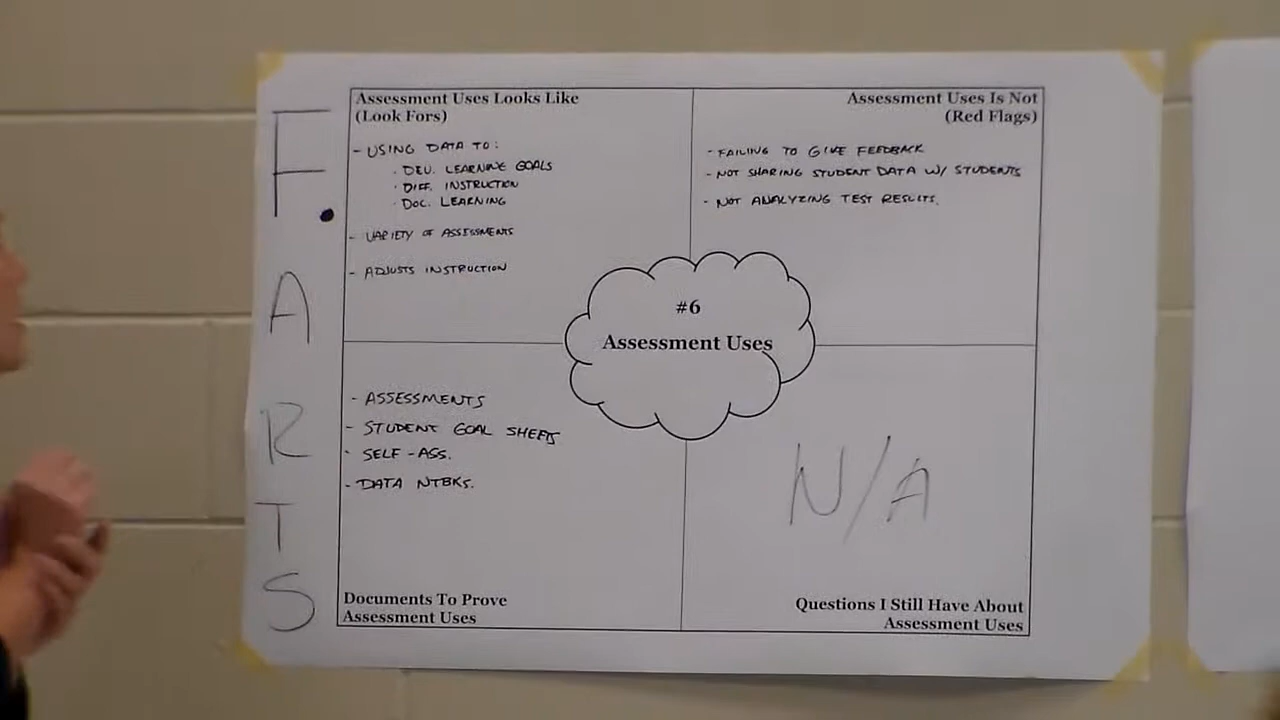 F.
A
R
T
S
Assessment Uses Looks Like
(Look Fors)
- USING DATA TO:
. DEV. LEARNING GOALS
. DIFF. INSTRUCTION
. DOC. LEARNING
- VARIETY OF ASSESSMENTS
- ADJUSTS INSTRUCTION
Assessment Uses Is Not
(Red Flags)
- FAILING TO GIVE FEEDBACK
- NOT SHARING STUDENT DATA W/ STUDENTS
- NOT ANALYZING TEST RESULTS.
#6
Assessment Uses
- ASSESSMENTS
- STUDENT GOAL SHEETS
- SELF-ASS.
- DATA NTBKS.
Documents To Prove
Assessment Uses
N/A
Questions I Still Have About
Assessment Uses